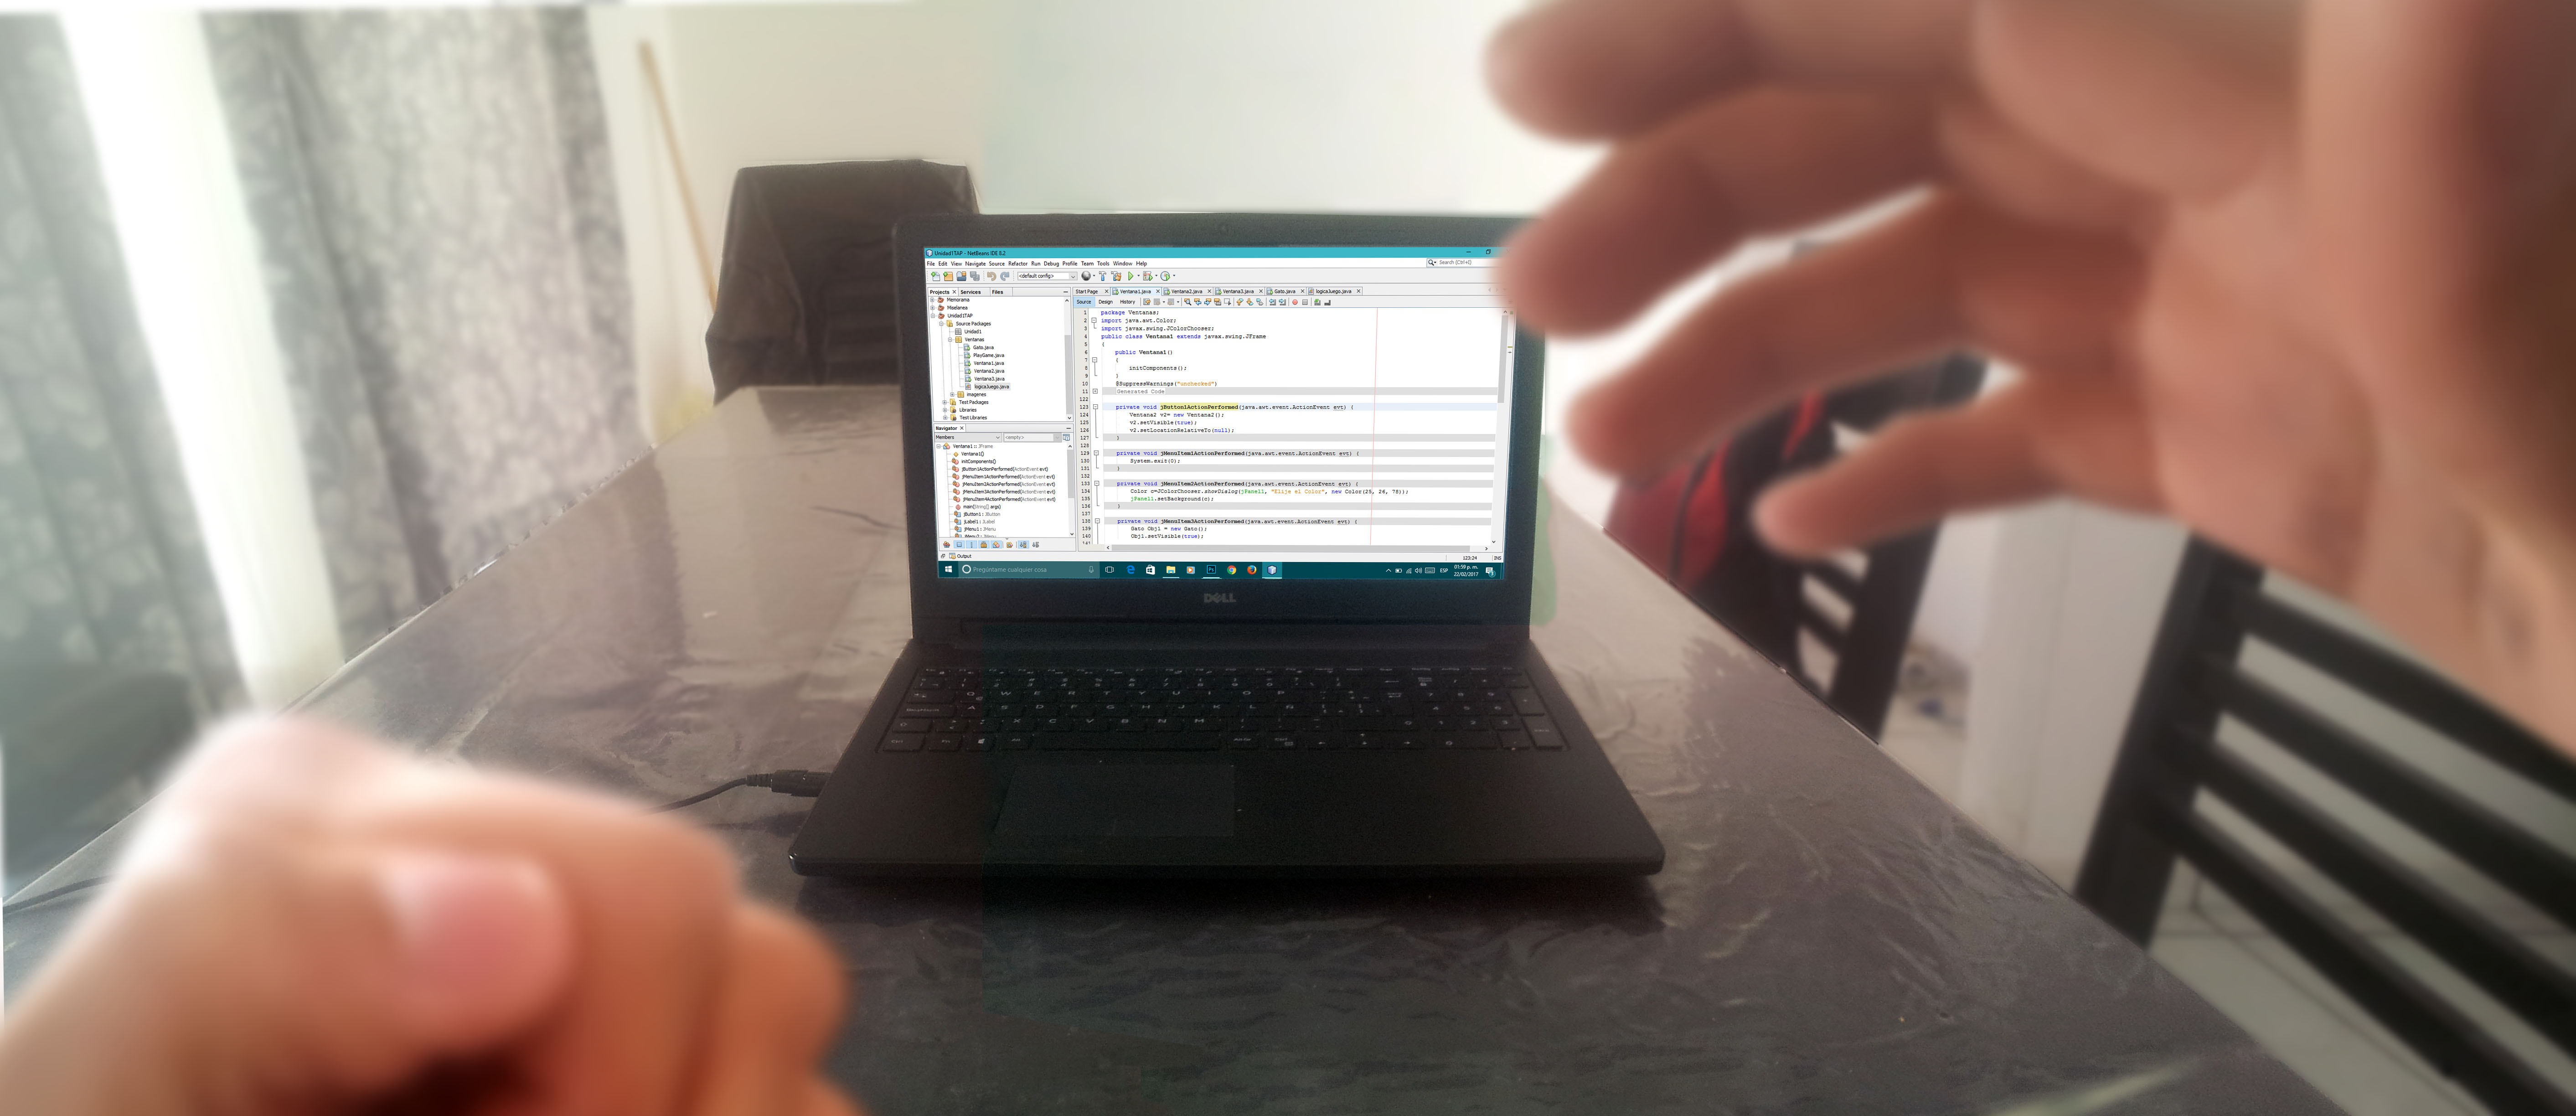 Unidad1TAP - NetBeans IDE 8.2
File Edit View Navigate Source Refactor Run Debug Profile Team Tools Window Help
Search (Ctrl+I)
<default config>
Projects Services Files
Start Page Ventana1.java Ventana2.java Ventana3.java Gato.java logicaJuego.java
Source Design History
Memorama
Miselanea
Unidad1TAP
Source Packages
Unidad1
Ventanas
Gato.java
PlayGame.java
Ventana1.java
Ventana2.java
Ventana3.java
logicaJuego.java
imagenes
Test Packages
Libraries
Test Libraries
Navigator
Members <empty>
Ventana1 :: JFrame
Ventana1()
initComponents()
jButton1ActionPerformed(ActionEvent evt)
jMenuItem1ActionPerformed(ActionEvent evt)
jMenuItem2ActionPerformed(ActionEvent evt)
jMenuItem3ActionPerformed(ActionEvent evt)
jMenuItem4ActionPerformed(ActionEvent evt)
main(String[] args)
jButton1 : JButton
jLabel1 : JLabel
jMenu1 : JMenu
1 package Ventanas;
2 import java.awt.Color;
3 import javax.swing.JColorChooser;
4 public class Ventana1 extends javax.swing.JFrame
5 {
6 public Ventana1()
7 {
8 initComponents();
9 }
10 @SuppressWarnings("unchecked")
11 Generated Code
122
123 private void jButton1ActionPerformed(java.awt.event.ActionEvent evt) {
124 Ventana2 v2= new Ventana2();
125 v2.setVisible(true);
126 v2.setLocationRelativeTo(null);
127 }
128
129 private void jMenuItem1ActionPerformed(java.awt.event.ActionEvent evt) {
130 System.exit(0);
131 }
132
133 private void jMenuItem2ActionPerformed(java.awt.event.ActionEvent evt) {
134 Color c=JColorChooser.showDialog(jPanel1, "Elije el Color", new Color(25, 26, 78));
135 jPanel1.setBackground(c);
136 }
137
138 private void jMenuItem3ActionPerformed(java.awt.event.ActionEvent evt) {
139 Gato Obj1 = new Gato();
140 Obj1.setVisible(true);
Output
123:24 INS
Pregúntame cualquier cosa
ESP
01:59 p. m.
22/02/2017
DELL
Q W E R T Y U I O P
A S D F G H J K L Ñ
X C V B N M